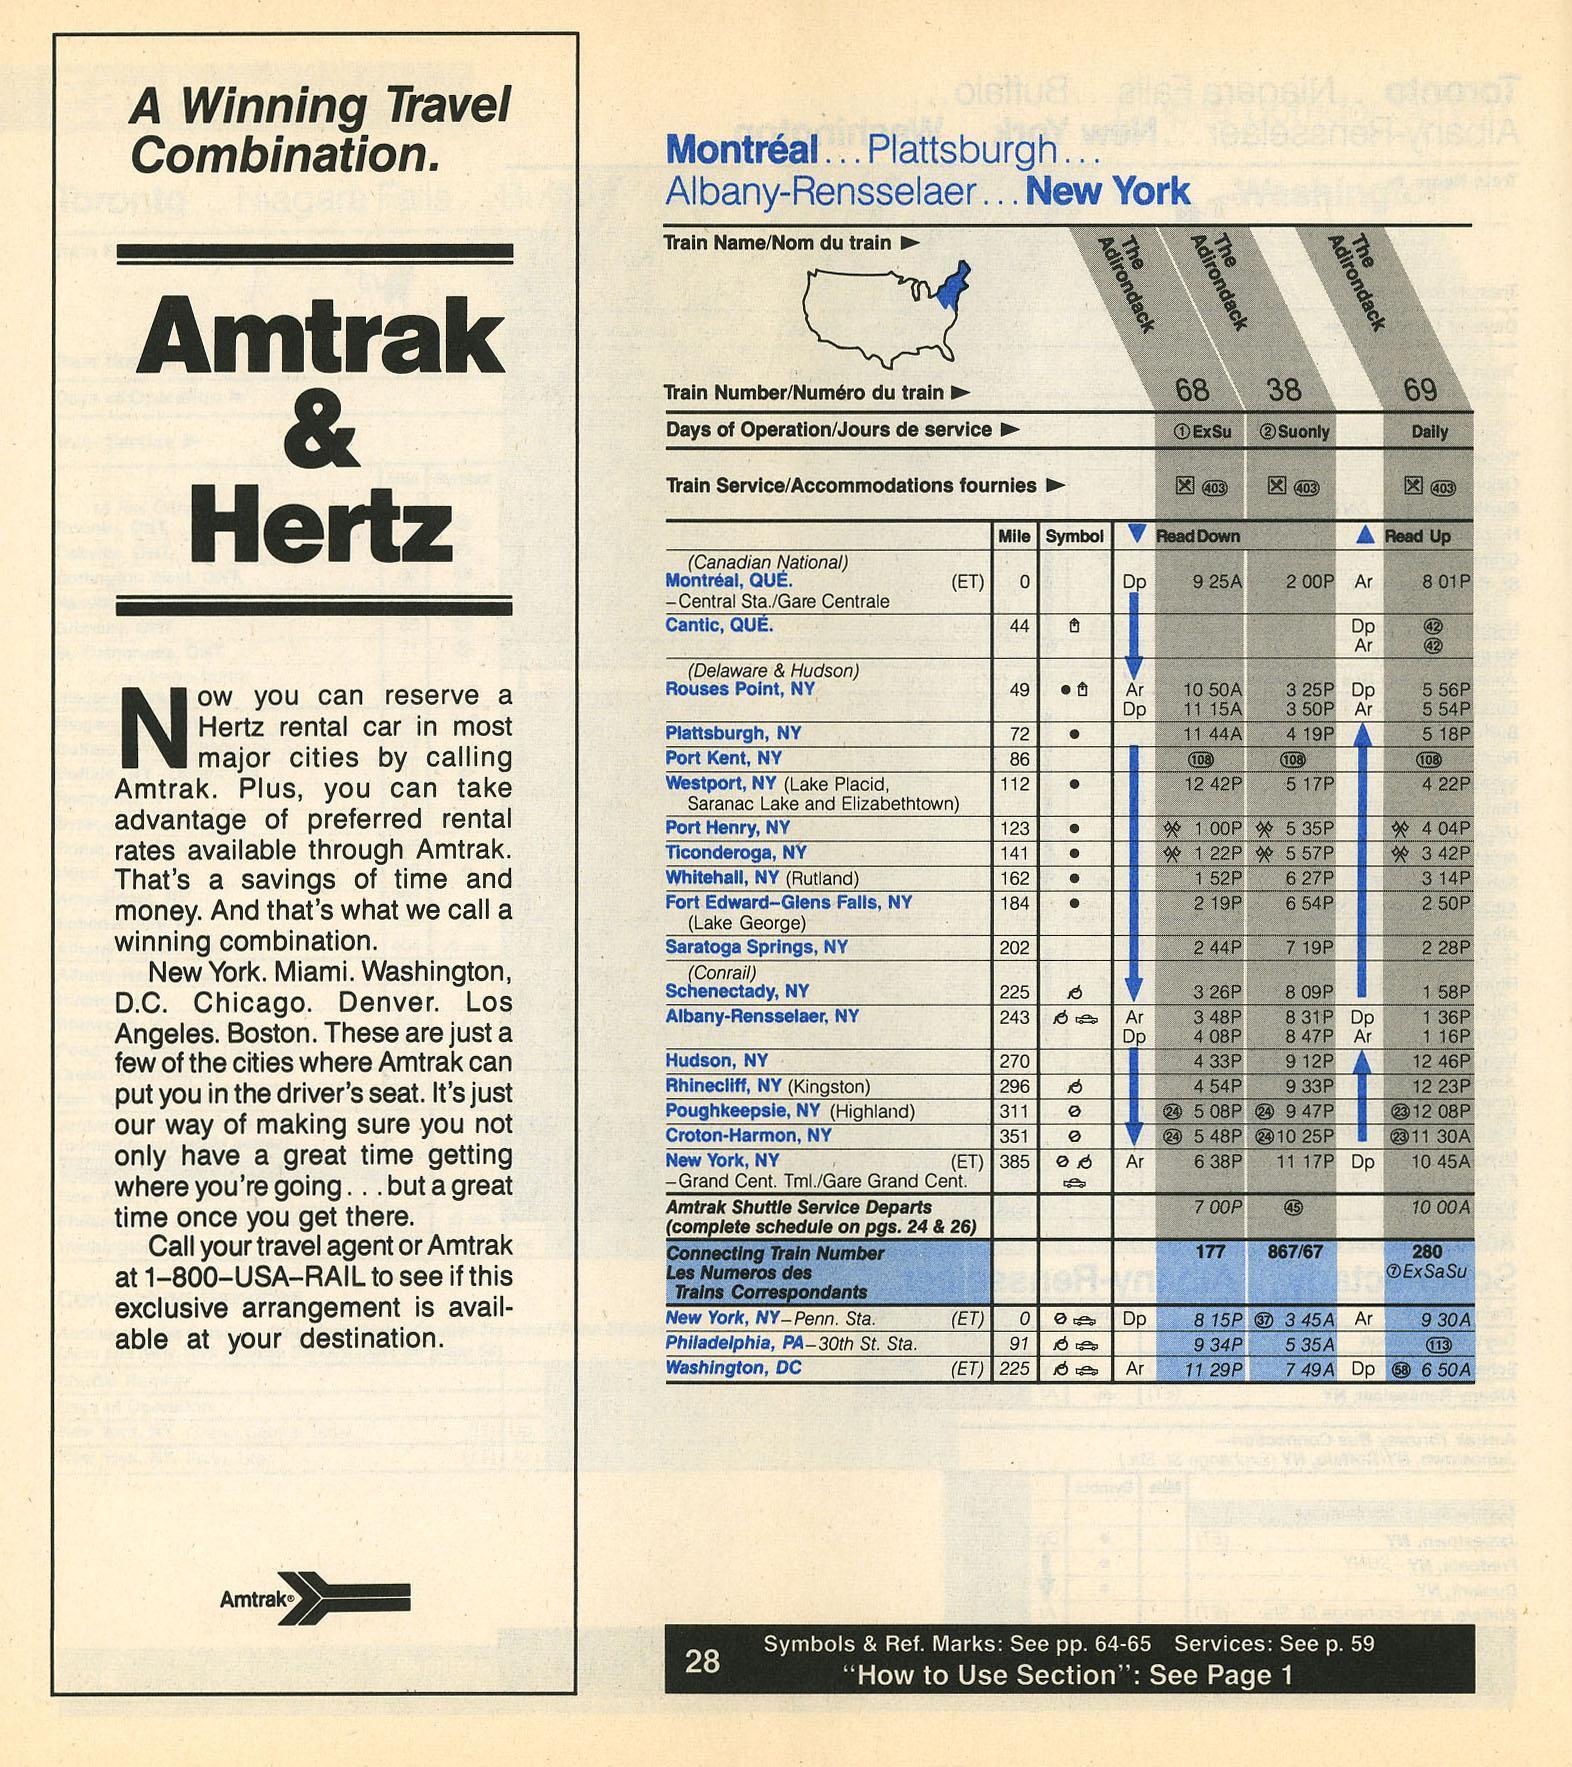 A Winning Travel
Combination.
Amtrak
&
Hertz
Now you can reserve a
Hertz rental car in most
major cities by calling
Amtrak. Plus, you can take
advantage of preferred rental
rates available through Amtrak.
That's a savings of time and
money. And that's what we call a
winning combination.
New York. Miami. Washington,
D.C. Chicago. Denver. Los
Angeles. Boston. These are just a
few of the cities where Amtrak can
put you in the driver's seat. It's just
our way of making sure you not
only have a great time getting
where you're going...but a great
time once you get there.
Call your travel agent or Amtrak
at 1-800-USA-RAIL to see if this
exclusive arrangement is avail-
able at your destination.
Amtrak®
Montréal...Plattsburgh...
Albany-Rensselaer...New York
Train Name/Nom du train ► The Adirondack The Adirondack The Adirondack
Train Number/Numéro du train ► 68 38 69
Days of Operation/Jours de service ► ①ExSu ②Suonly Daily
Train Service/Accommodations fournies ► 403 403 403
Mile Symbol ▼ Read Down ▲ Read Up
(Canadian National)
Montréal, QUÉ. (ET) 0 Dp 9 25A 2 00P Ar 8 01P
–Central Sta./Gare Centrale
Cantic, QUÉ. 44 Dp 42
Ar 42
(Delaware & Hudson)
Rouses Point, NY 49 ● Ar 10 50A 3 25P Dp 5 56P
Dp 11 15A 3 50P Ar 5 54P
Plattsburgh, NY 72 ● 11 44A 4 19P 5 18P
Port Kent, NY 86 108 108 108
Westport, NY (Lake Placid, 112 ● 12 42P 5 17P 4 22P
Saranac Lake and Elizabethtown)
Port Henry, NY 123 ● 1 00P 5 35P 4 04P
Ticonderoga, NY 141 ● 1 22P 5 57P 3 42P
Whitehall, NY (Rutland) 162 ● 1 52P 6 27P 3 14P
Fort Edward–Glens Falls, NY 184 ● 2 19P 6 54P 2 50P
(Lake George)
Saratoga Springs, NY 202 2 44P 7 19P 2 28P
(Conrail)
Schenectady, NY 225 3 26P 8 09P 1 58P
Albany-Rensselaer, NY 243 Ar 3 48P 8 31P Dp 1 36P
Dp 4 08P 8 47P Ar 1 16P
Hudson, NY 270 4 33P 9 12P 12 46P
Rhinecliff, NY (Kingston) 296 4 54P 9 33P 12 23P
Poughkeepsie, NY (Highland) 311 ㉔ 5 08P ㉔ 9 47P ㉓ 12 08P
Croton-Harmon, NY 351 ㉔ 5 48P ㉔ 10 25P ㉓ 11 30A
New York, NY (ET) 385 Ar 6 38P 11 17P Dp 10 45A
–Grand Cent. Tml./Gare Grand Cent.
Amtrak Shuttle Service Departs 7 00P ㊺ 10 00A
(complete schedule on pgs. 24 & 26)
Connecting Train Number 177 867/67 280
Les Numeros des ⑦ExSaSu
Trains Correspondants
New York, NY–Penn. Sta. (ET) 0 Dp 8 15P ㊲ 3 45A Ar 9 30A
Philadelphia, PA–30th St. Sta. 91 9 34P 5 35A 113
Washington, DC (ET) 225 Ar 11 29P 7 49A Dp 58 6 50A
28
Symbols & Ref. Marks: See pp. 64-65 Services: See p. 59
"How to Use Section": See Page 1